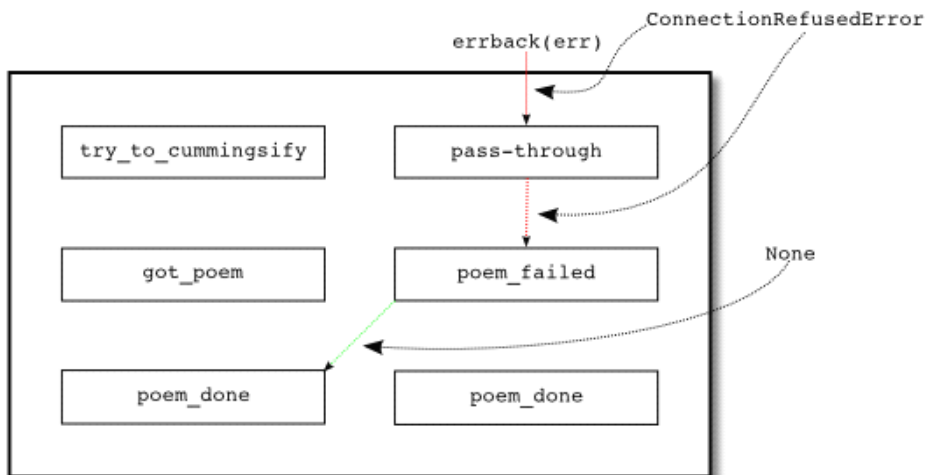 ConnectionRefusedError
errback(err)
try_to_cummingsify
pass-through
None
got_poem
poem_failed
poem_done
poem_done